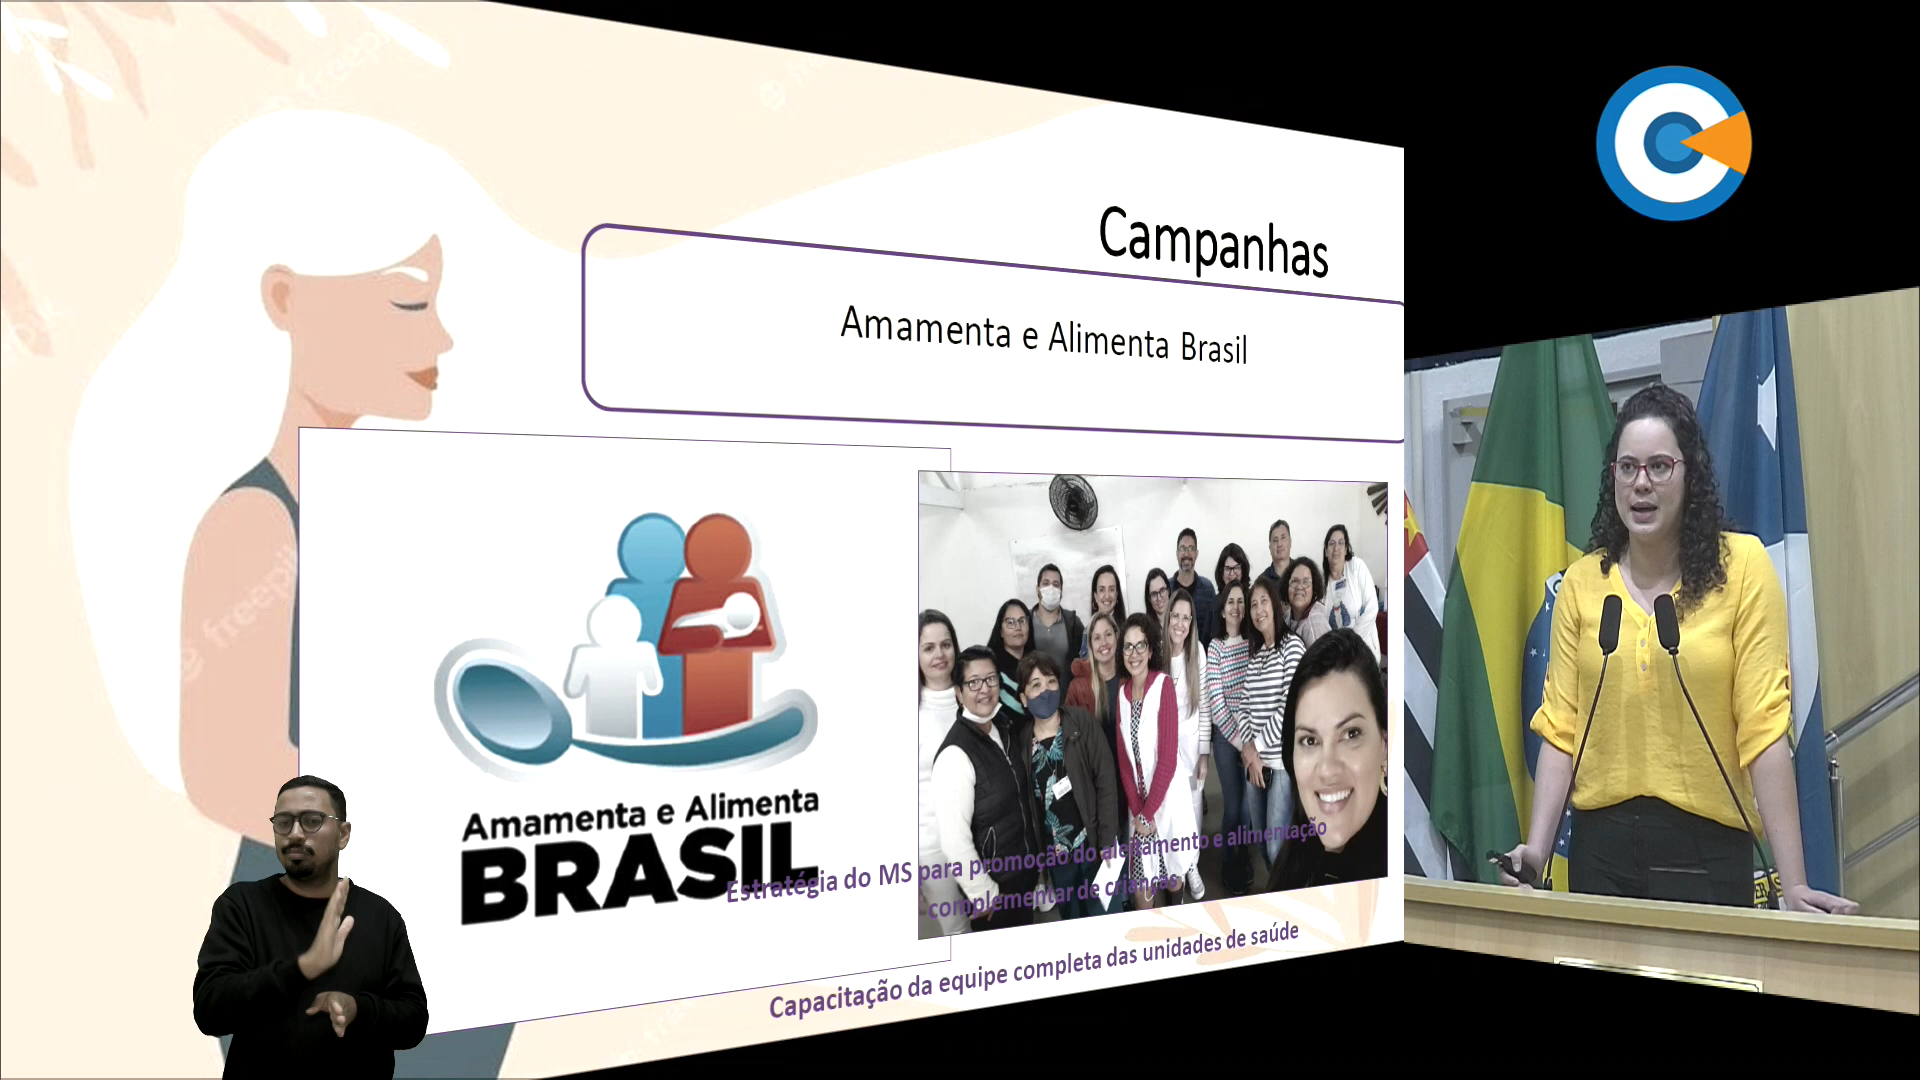 Campanhas
Amamenta e Alimenta Brasil
Amamenta e Alimenta
BRASIL
Estratégia do MS para promoção do aleitamento e alimentação
complementar de crianças
Capacitação da equipe completa das unidades de saúde
freepik